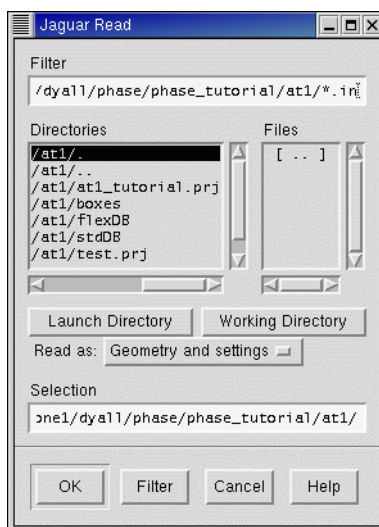 Jaguar Read
Filter
/dyall/phase/phase_tutorial/at1/*.in
Directories
Files
/at1/.
/at1/..
/at1/at1_tutorial.prj
/at1/boxes
/at1/flexDB
/at1/stdDB
/at1/test.prj
[ .. ]
Launch Directory
Working Directory
Read as: Geometry and settings
Selection
one1/dyall/phase/phase_tutorial/at1/
OK
Filter
Cancel
Help